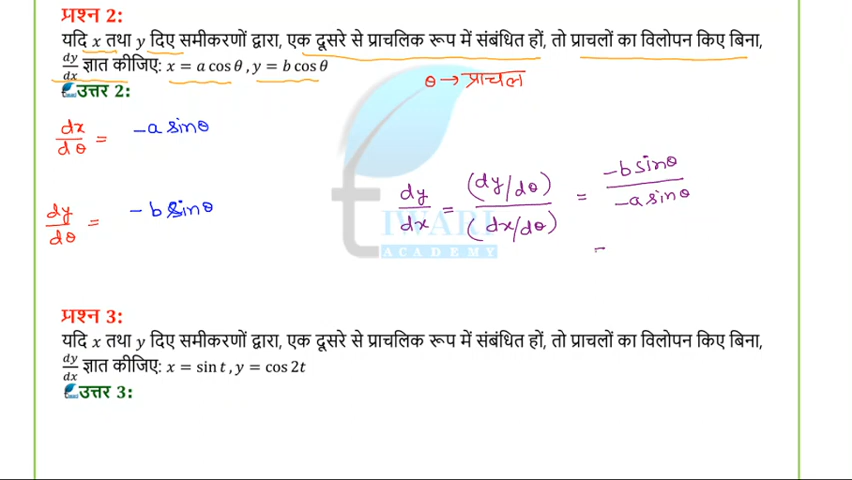 प्रश्न 2:
यदि x तथा y दिए समीकरणों द्वारा, एक दूसरे से प्राचलिक रूप में संबंधित हों, तो प्राचलों का विलोपन किए बिना,
dy/dx ज्ञात कीजिए: x = a cos θ , y = b cos θ
θ → प्राचल
उत्तर 2:
dx/dθ = -a sinθ
dy/dθ = -b sinθ
dy/dx = (dy/dθ)/(dx/dθ) = -b sinθ/-a sinθ
=
TIWARI
ACADEMY
प्रश्न 3:
यदि x तथा y दिए समीकरणों द्वारा, एक दूसरे से प्राचलिक रूप में संबंधित हों, तो प्राचलों का विलोपन किए बिना,
dy/dx ज्ञात कीजिए: x = sin t , y = cos 2t
उत्तर 3: